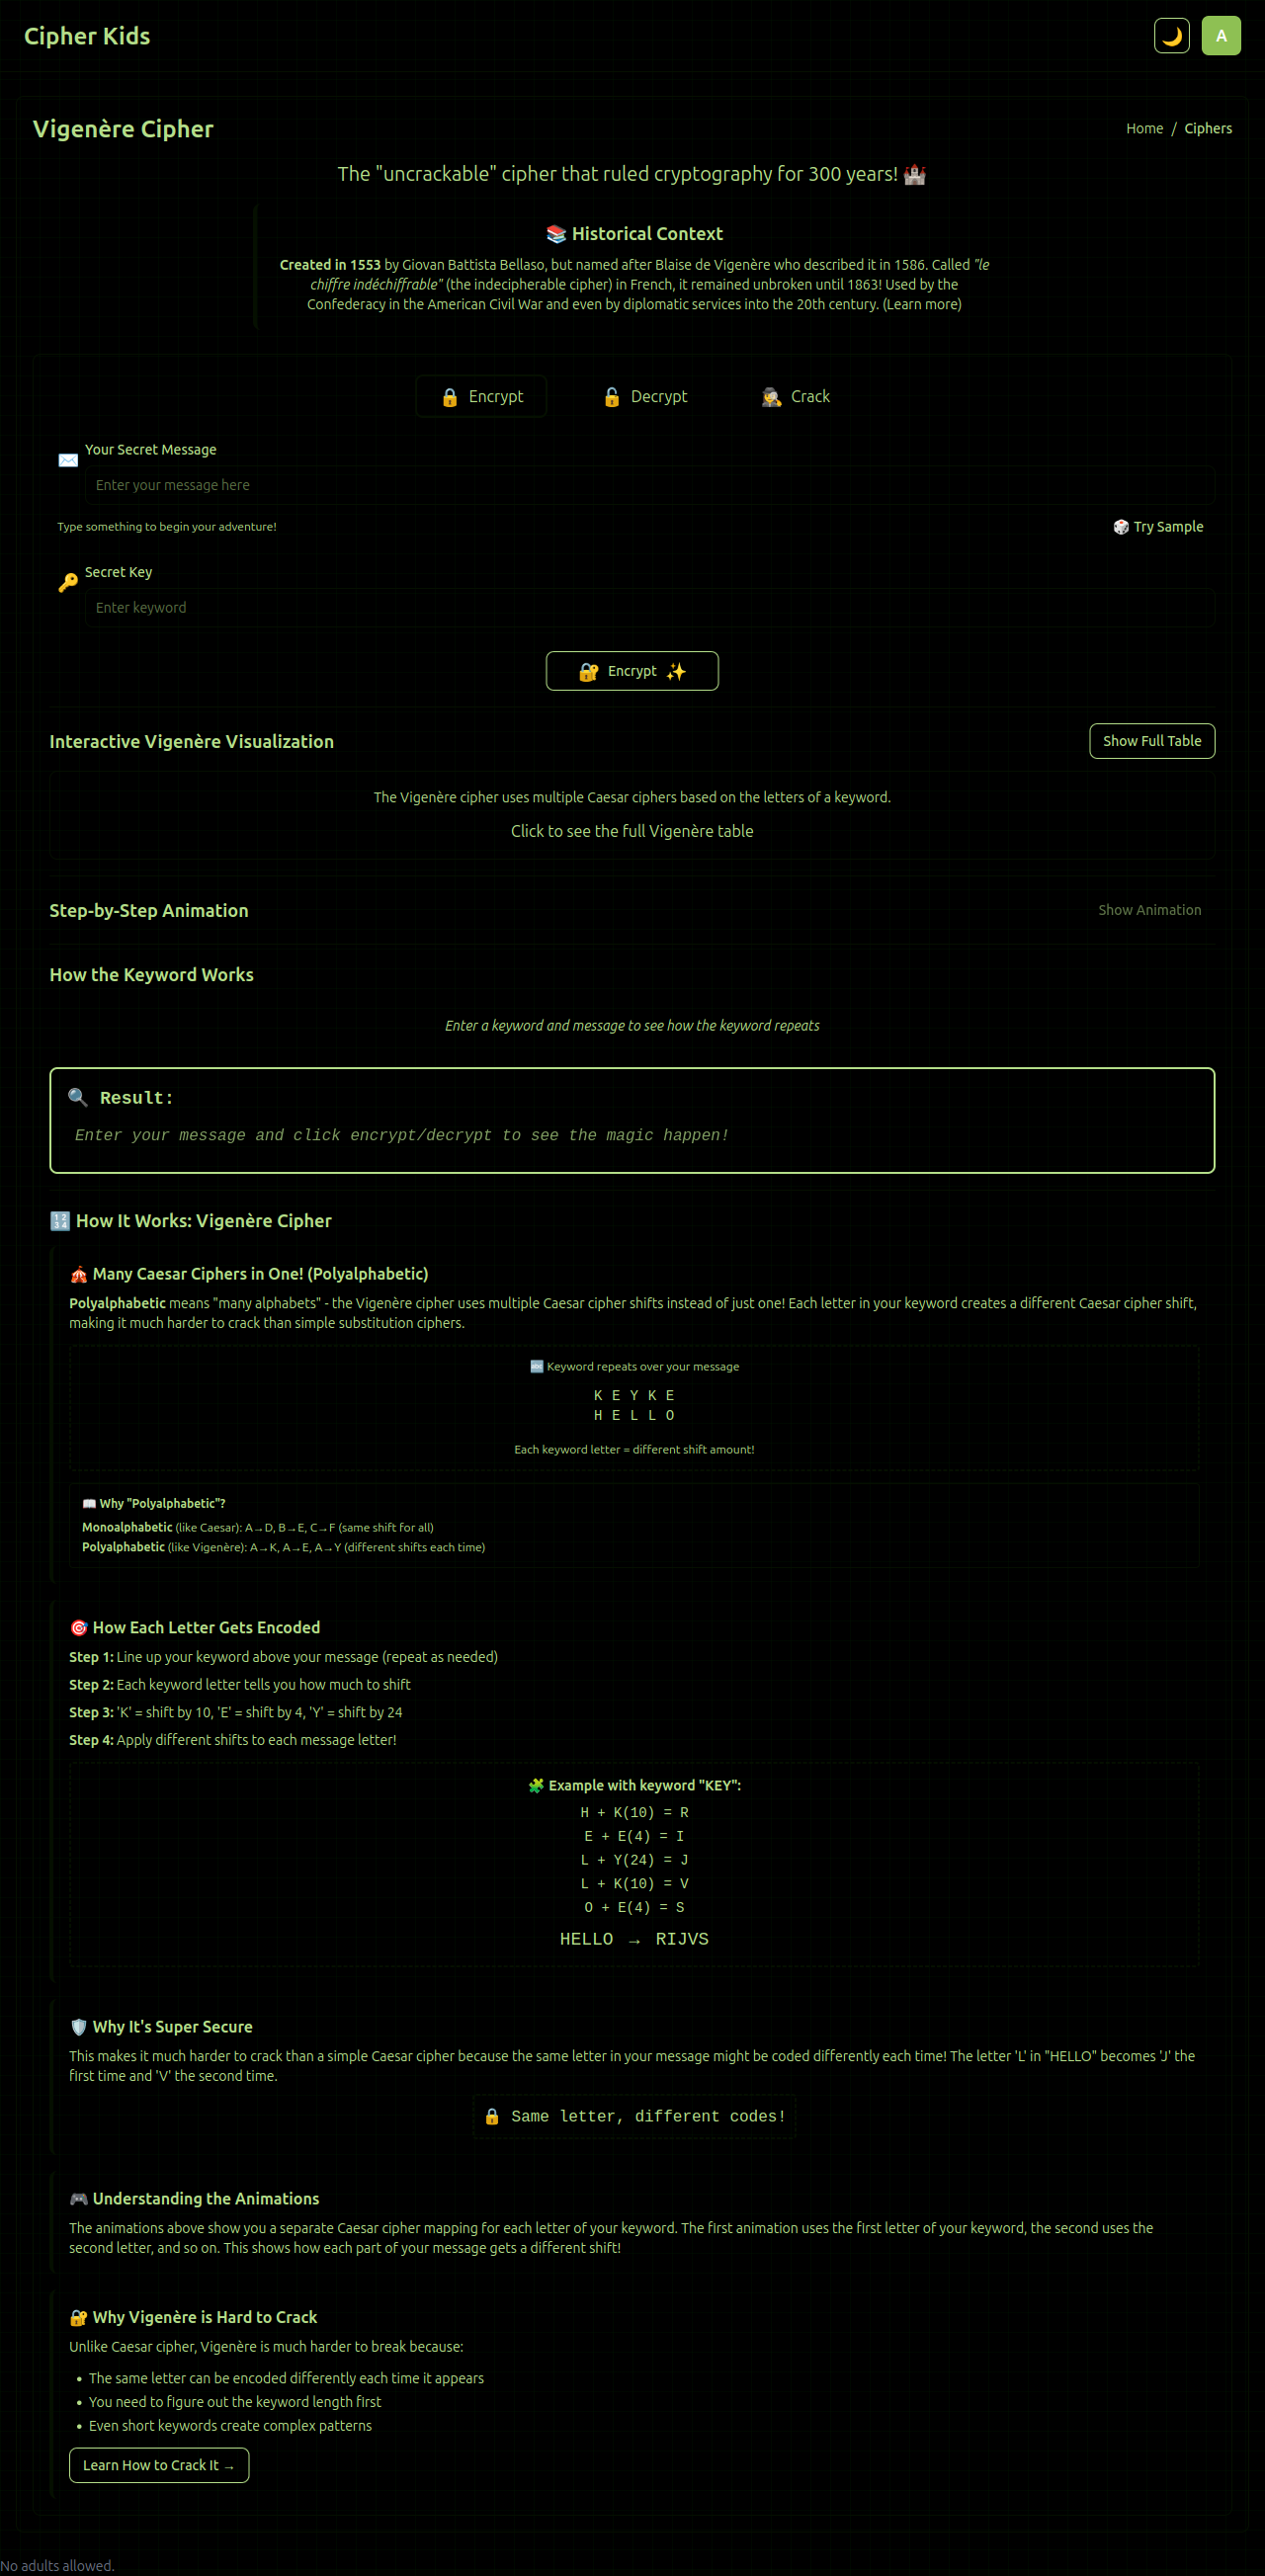 Cipher Kids
🌙
A
Vigenère Cipher
Home / Ciphers
The "uncrackable" cipher that ruled cryptography for 300 years! 🏰
📚 Historical Context
Created in 1553 by Giovan Battista Bellaso, but named after Blaise de Vigenère who described it in 1586. Called "le
chiffre indéchiffrable" (the indecipherable cipher) in French, it remained unbroken until 1863! Used by the
Confederacy in the American Civil War and even by diplomatic services into the 20th century. (Learn more)
🔒 Encrypt
🔓 Decrypt
🕵️ Crack
✉️ Your Secret Message
Enter your message here
Type something to begin your adventure!
🎲 Try Sample
🔑 Secret Key
Enter keyword
🔐 Encrypt ✨
Interactive Vigenère Visualization
Show Full Table
The Vigenère cipher uses multiple Caesar ciphers based on the letters of a keyword.
Click to see the full Vigenère table
Step-by-Step Animation
Show Animation
How the Keyword Works
Enter a keyword and message to see how the keyword repeats
🔍 Result:
Enter your message and click encrypt/decrypt to see the magic happen!
🔢 How It Works: Vigenère Cipher
🎪 Many Caesar Ciphers in One! (Polyalphabetic)
Polyalphabetic means "many alphabets" - the Vigenère cipher uses multiple Caesar cipher shifts instead of just one! Each letter in your keyword creates a different Caesar cipher shift,
making it much harder to crack than simple substitution ciphers.
🔤 Keyword repeats over your message
K E Y K E
H E L L O
Each keyword letter = different shift amount!
📖 Why "Polyalphabetic"?
Monoalphabetic (like Caesar): A→D, B→E, C→F (same shift for all)
Polyalphabetic (like Vigenère): A→K, A→E, A→Y (different shifts each time)
🎯 How Each Letter Gets Encoded
Step 1: Line up your keyword above your message (repeat as needed)
Step 2: Each keyword letter tells you how much to shift
Step 3: 'K' = shift by 10, 'E' = shift by 4, 'Y' = shift by 24
Step 4: Apply different shifts to each message letter!
🧩 Example with keyword "KEY":
H + K(10) = R
E + E(4) = I
L + Y(24) = J
L + K(10) = V
O + E(4) = S
HELLO → RIJVS
🛡️ Why It's Super Secure
This makes it much harder to crack than a simple Caesar cipher because the same letter in your message might be coded differently each time! The letter 'L' in "HELLO" becomes 'J' the
first time and 'V' the second time.
🔒 Same letter, different codes!
🎮 Understanding the Animations
The animations above show you a separate Caesar cipher mapping for each letter of your keyword. The first animation uses the first letter of your keyword, the second uses the
second letter, and so on. This shows how each part of your message gets a different shift!
🔐 Why Vigenère is Hard to Crack
Unlike Caesar cipher, Vigenère is much harder to break because:
• The same letter can be encoded differently each time it appears
• You need to figure out the keyword length first
• Even short keywords create complex patterns
Learn How to Crack It →
No adults allowed.